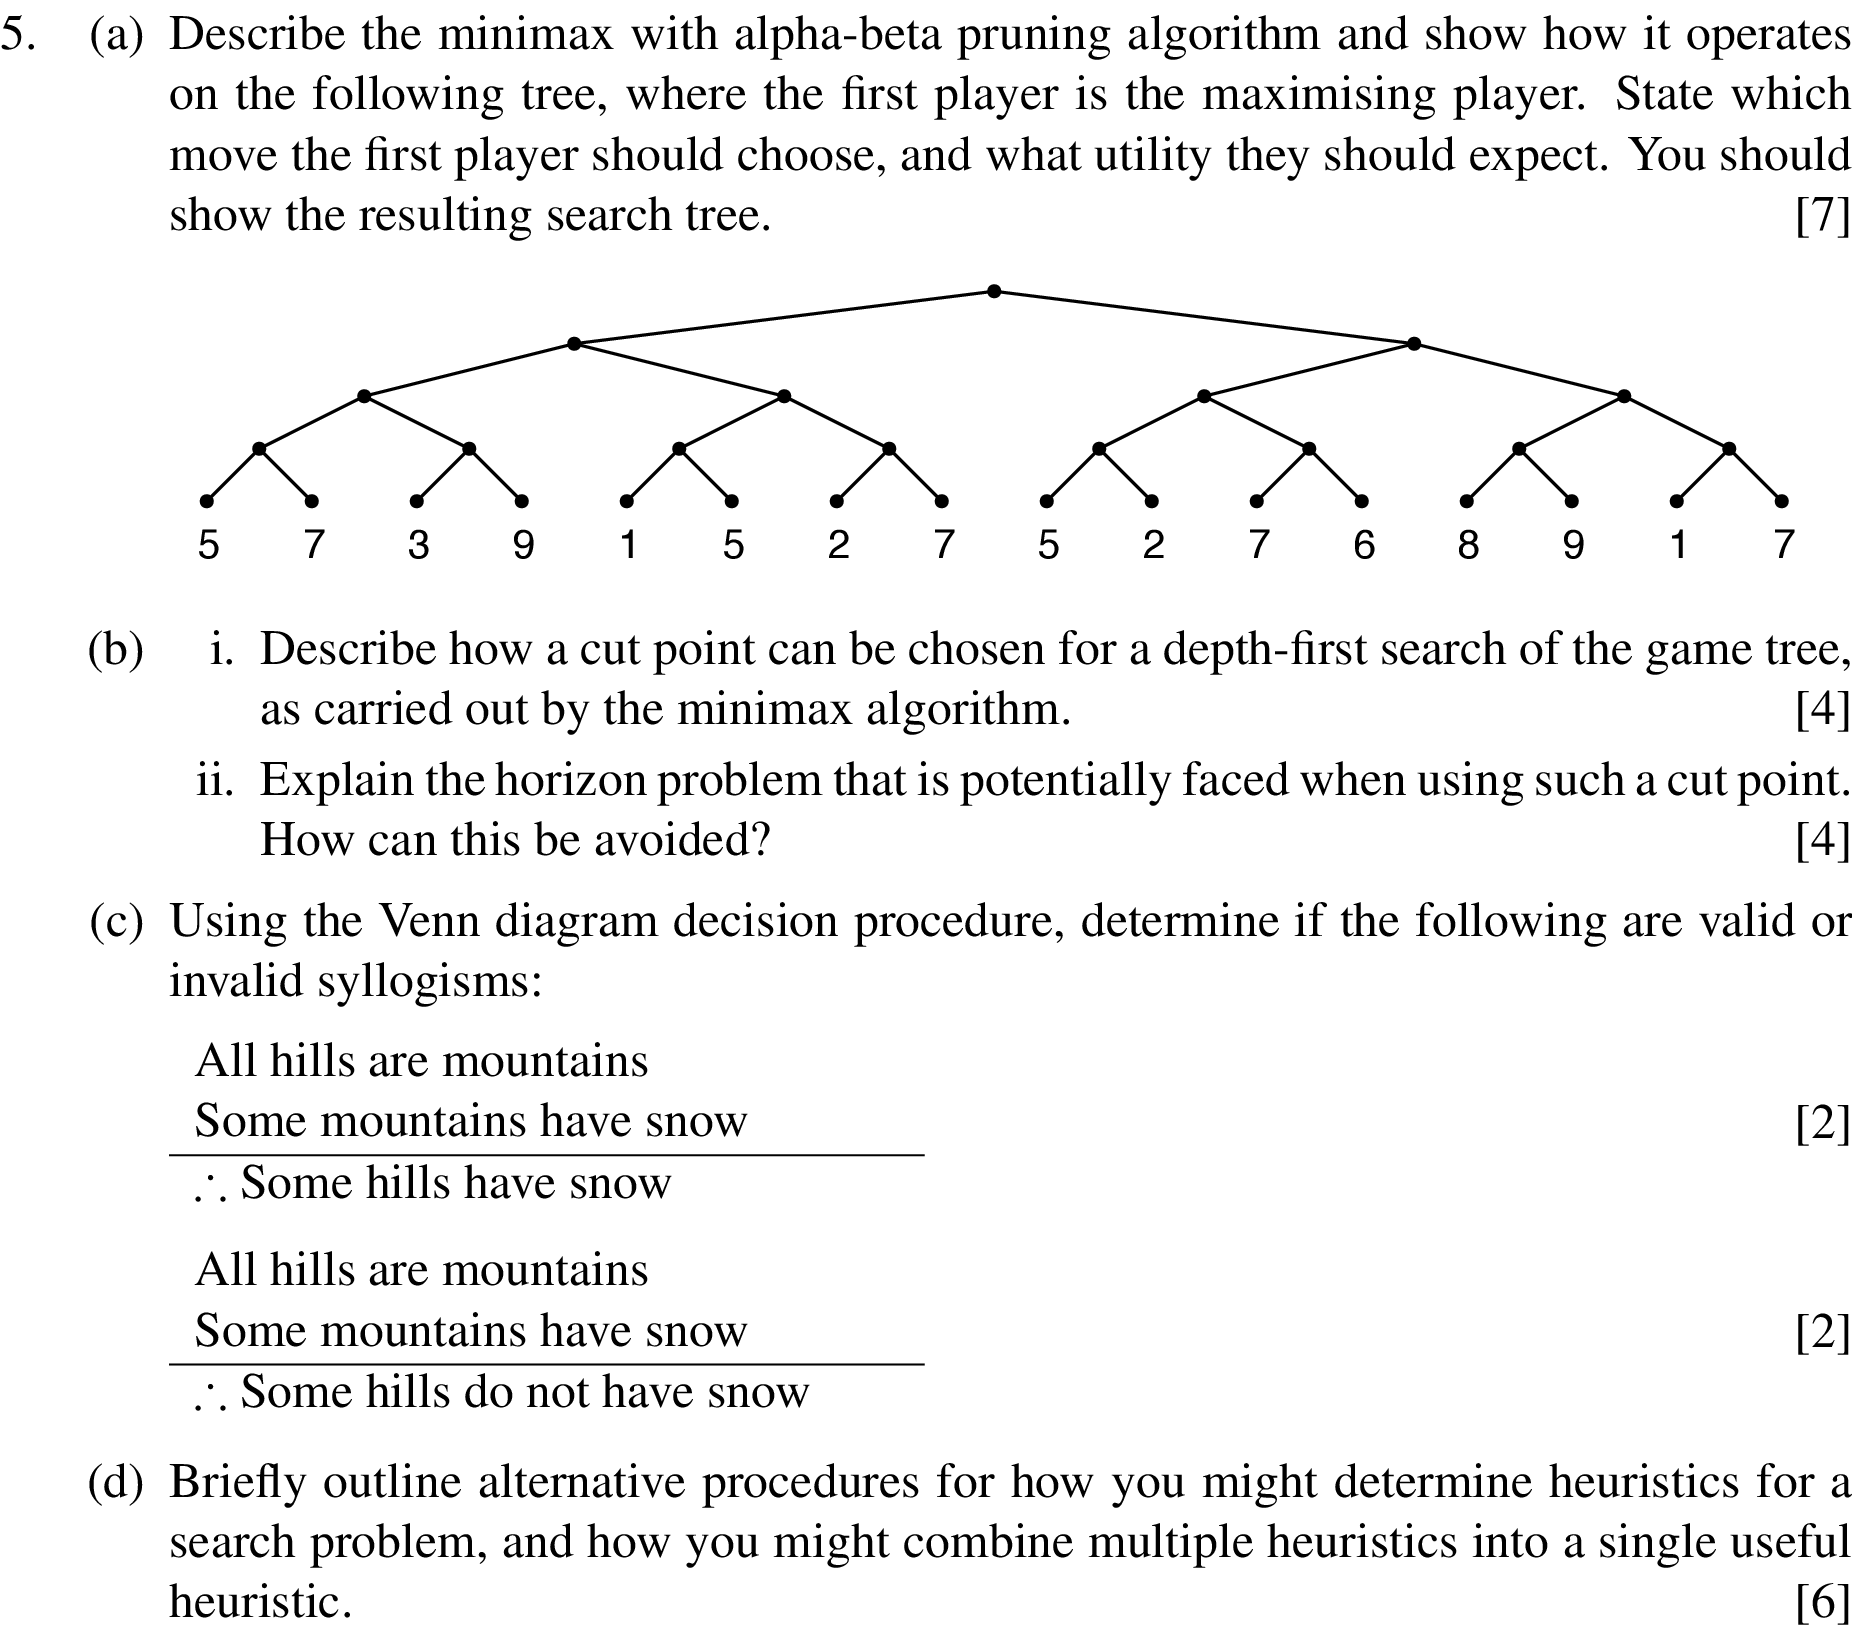 5. (a) Describe the minimax with alpha-beta pruning algorithm and show how it operates
on the following tree, where the first player is the maximising player. State which
move the first player should choose, and what utility they should expect. You should
show the resulting search tree. [7]
5 7 3 9 1 5 2 7 5 2 7 6 8 9 1 7
(b) i. Describe how a cut point can be chosen for a depth-first search of the game tree,
as carried out by the minimax algorithm. [4]
ii. Explain the horizon problem that is potentially faced when using such a cut point.
How can this be avoided? [4]
(c) Using the Venn diagram decision procedure, determine if the following are valid or
invalid syllogisms:
All hills are mountains
Some mountains have snow [2]
∴ Some hills have snow
All hills are mountains
Some mountains have snow [2]
∴ Some hills do not have snow
(d) Briefly outline alternative procedures for how you might determine heuristics for a
search problem, and how you might combine multiple heuristics into a single useful
heuristic. [6]